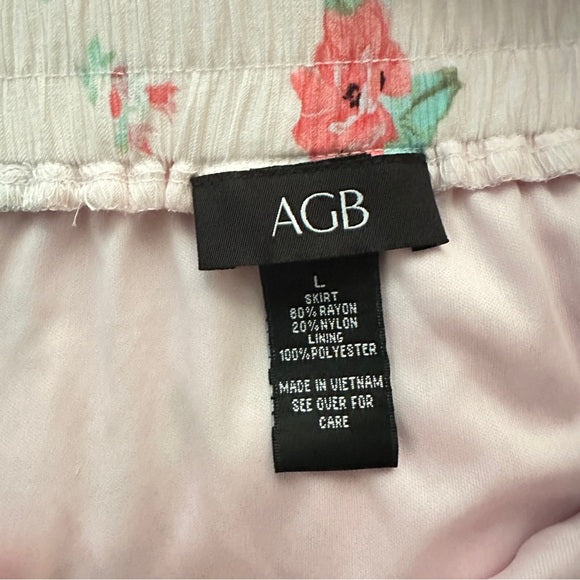 AGB
L
SKIRT
80% RAYON
20% NYLON
LINING
100% POLYESTER
MADE IN VIETNAM
SEE OVER FOR
CARE